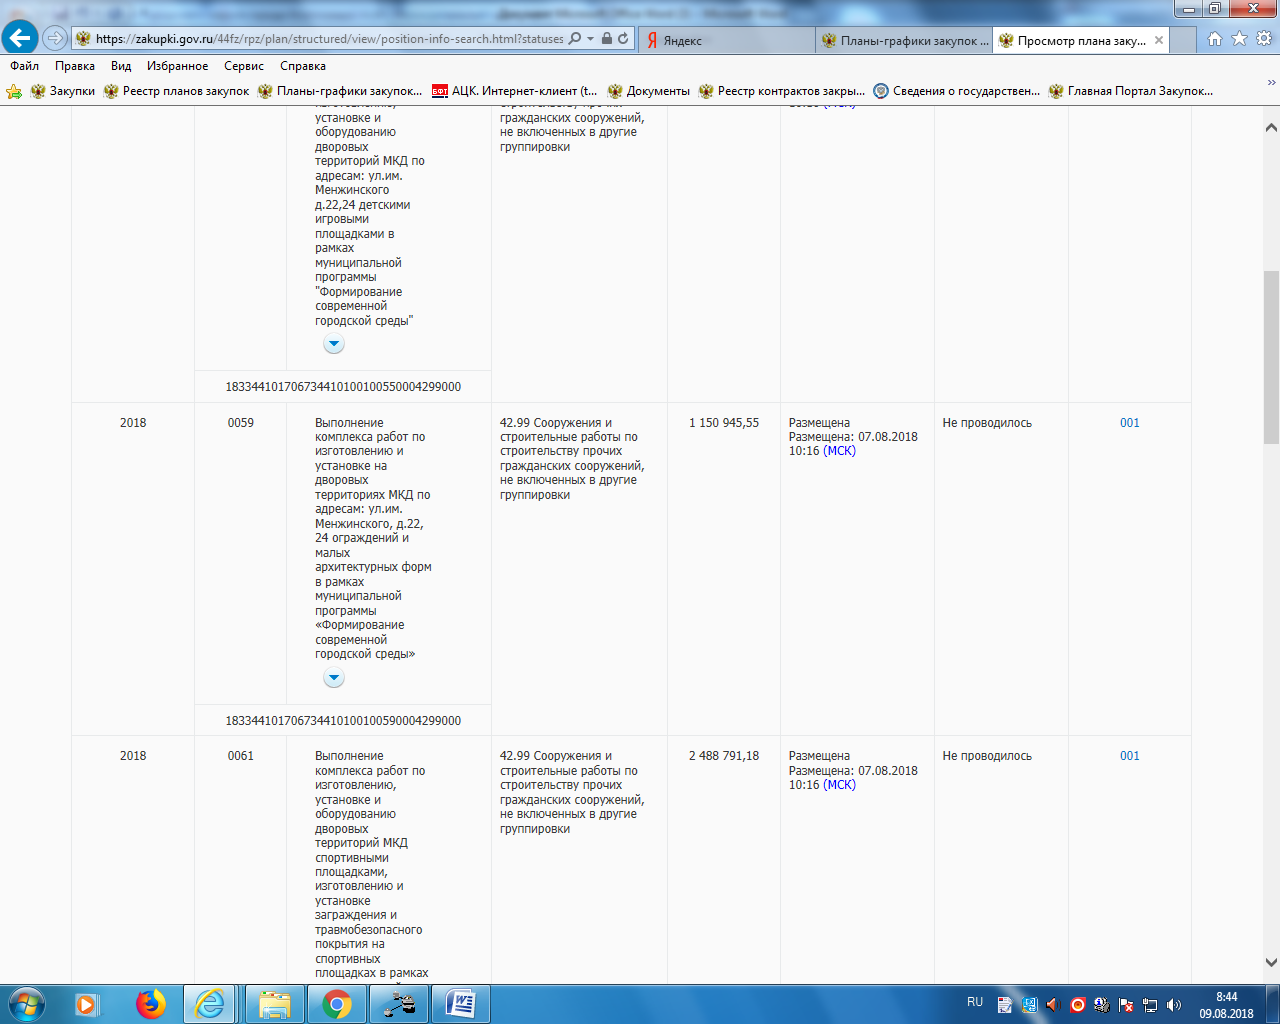 https://zakupki.gov.ru/44fz/rpz/plan/structured/view/position-info-search.html?statuses
Яндекс
Планы-графики закупок ...
Просмотр плана заку...
Файл Правка Вид Избранное Сервис Справка
Закупки Реестр планов закупок Планы-графики закупок... БФТ АЦК. Интернет-клиент (t... Документы Реестр контрактов закры... Сведения о государствен... Главная Портал Закупок...
установке и
оборудованию
дворовых
территорий МКД по
адресам: ул.им.
Менжинского
д.22,24 детскими
игровыми
площадками в
рамках
муниципальной
программы
"Формирование
современной
городской среды"
гражданских сооружений,
не включенных в другие
группировки
183344101706734410100100550004299000
2018
0059
Выполнение
комплекса работ по
изготовлению и
установке на
дворовых
территориях МКД по
адресам: ул.им.
Менжинского, д.22,
24 ограждений и
малых
архитектурных форм
в рамках
муниципальной
программы
«Формирование
современной
городской среды»
42.99 Сооружения и
строительные работы по
строительству прочих
гражданских сооружений,
не включенных в другие
группировки
1 150 945,55
Размещена
Размещена: 07.08.2018
10:16 (МСК)
Не проводилось
001
183344101706734410100100590004299000
2018
0061
Выполнение
комплекса работ по
изготовлению,
установке и
оборудованию
дворовых
территорий МКД
спортивными
площадками,
изготовлению и
установке
заграждения и
травмобезопасного
покрытия на
спортивных
площадках в рамках
42.99 Сооружения и
строительные работы по
строительству прочих
гражданских сооружений,
не включенных в другие
группировки
2 488 791,18
Размещена
Размещена: 07.08.2018
10:16 (МСК)
Не проводилось
001
RU
8:44
09.08.2018